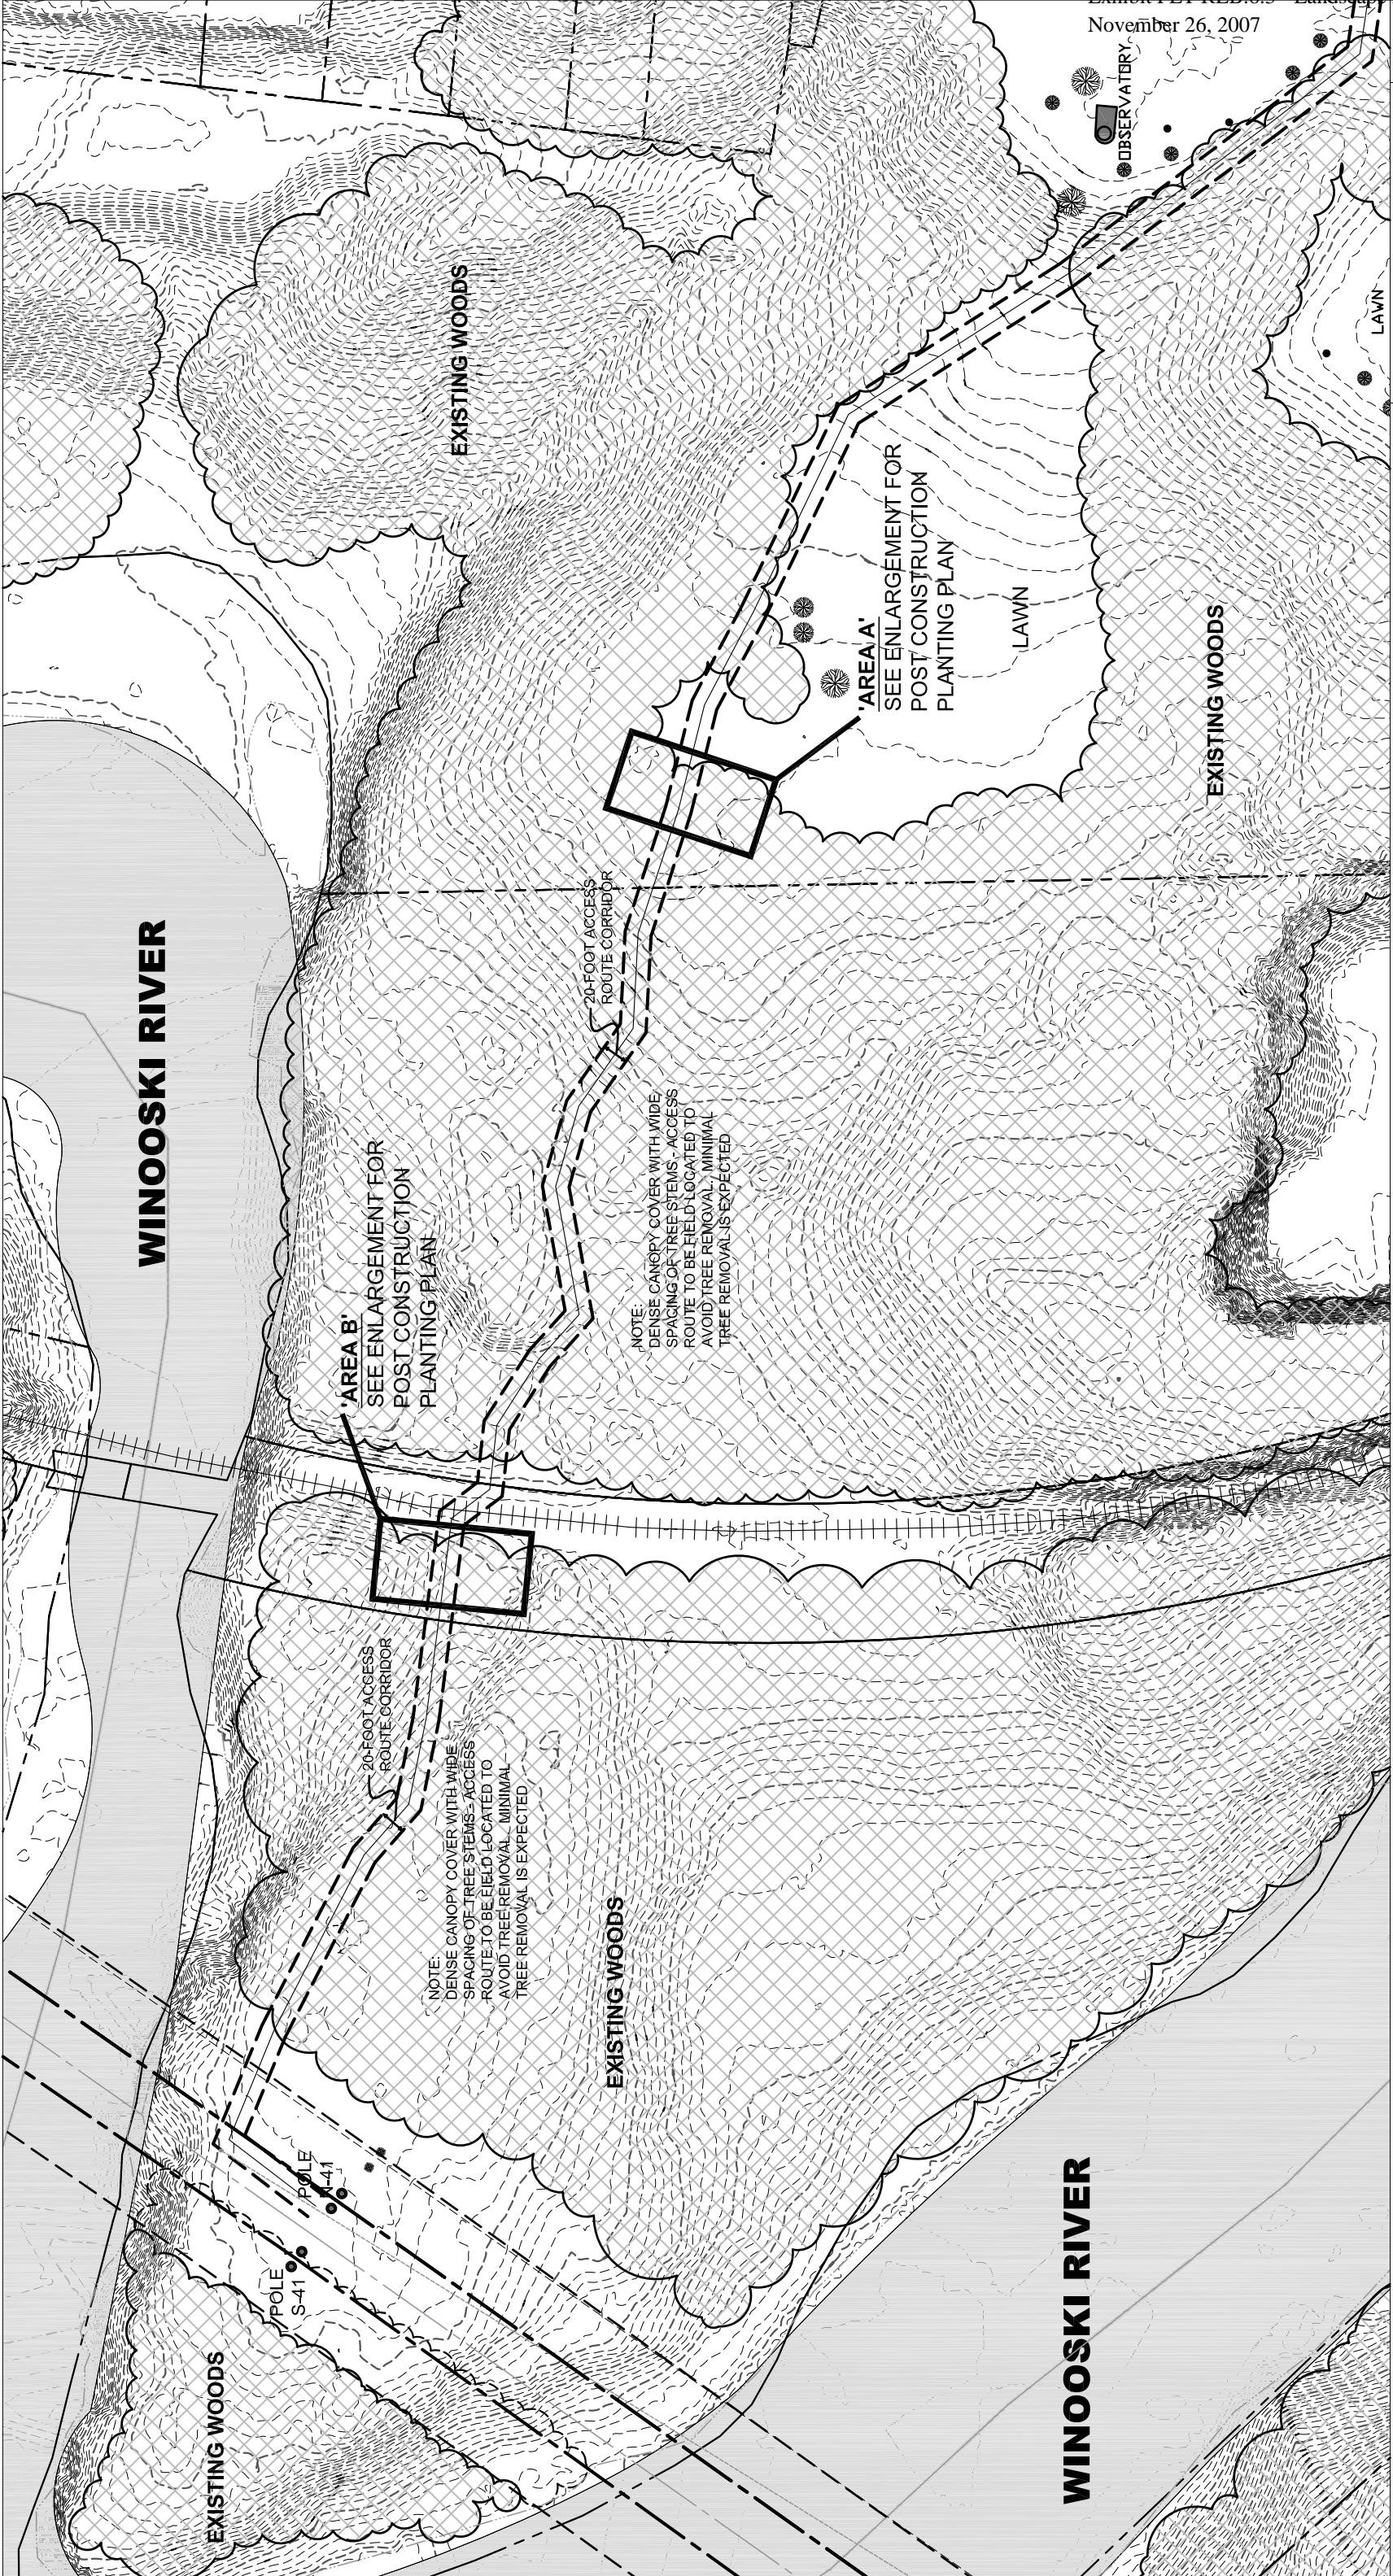 November 26, 2007
OBSERVATORY
LAWN
EXISTING WOODS
'AREA A'
SEE ENLARGEMENT FOR
POST CONSTRUCTION
PLANTING PLAN
LAWN
EXISTING WOODS
WINOOSKI RIVER
20-FOOT ACCESS
ROUTE CORRIDOR
NOTE:
DENSE CANOPY COVER WITH WIDE
SPACING OF TREE STEMS - ACCESS
ROUTE TO BE FIELD LOCATED TO
AVOID TREE REMOVAL. MINIMAL
TREE REMOVAL IS EXPECTED
'AREA B'
SEE ENLARGEMENT FOR
POST CONSTRUCTION
PLANTING PLAN
20-FOOT ACCESS
ROUTE CORRIDOR
NOTE:
DENSE CANOPY COVER WITH WIDE
SPACING OF TREE STEMS - ACCESS
ROUTE TO BE FIELD LOCATED TO
AVOID TREE REMOVAL. MINIMAL
TREE REMOVAL IS EXPECTED
EXISTING WOODS
POLE
POLE
S-41
EXISTING WOODS
WINOOSKI RIVER